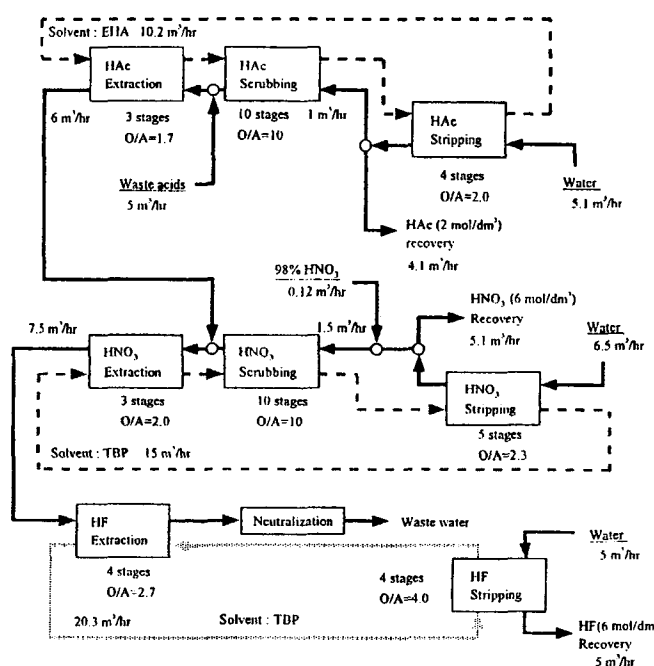 Solvent : EHA 10.2 m³/hr
HAc
Extraction
HAc
Scrubbing
6 m³/hr
3 stages
O/A=1.7
10 stages
O/A=10
1 m³/hr
HAc
Stripping
Waste acids
5 m³/hr
4 stages
O/A=2.0
Water
5.1 m³/hr
HAc (2 mol/dm³)
recovery
4.1 m³/hr
98% HNO₃
0.12 m³/hr
HNO₃ (6 mol/dm³)
Recovery
5.1 m³/hr
7.5 m³/hr
1.5 m³/hr
Water
6.5 m³/hr
HNO₃
Extraction
HNO₃
Scrubbing
HNO₃
Stripping
3 stages
O/A=2.0
10 stages
O/A=10
5 stages
O/A=2.3
Solvent : TBP 15 m³/hr
HF
Extraction
Neutralization
Waste water
Water
5 m³/hr
4 stages
O/A=2.7
4 stages
O/A=4.0
HF
Stripping
20.3 m³/hr
Solvent : TBP
HF(6 mol/dm
Recovery
5 m³/hr